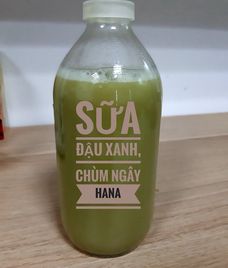 SỮA
ĐẬU XANH,
CHÙM NGÂY
HANA